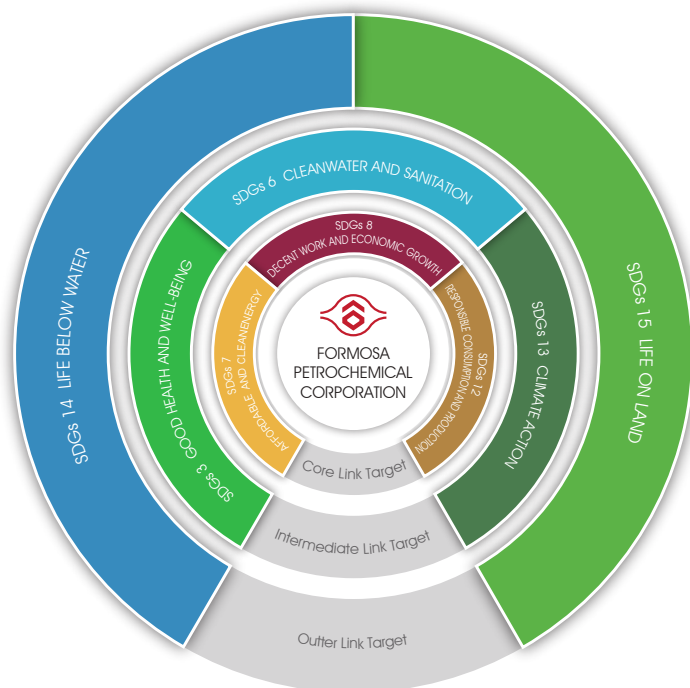 SDGs 14 LIFE BELOW WATER
SDGs 15 LIFE ON LAND
SDGs 6 CLEANWATER AND SANITATION
SDGs 3 GOOD HEALTH AND WELL-BEING
SDGs 13 CLIMATE ACTION
SDGs 8
DECENT WORK AND ECONOMIC GROWTH
SDGs 7
AFFORDABLE AND CLEANENERGY
SDGs 12
RESPONSIBLE CONSUMPTION AND PRODUCTION
FORMOSA
PETROCHEMICAL
CORPORATION
Core Link Target
Intermediate Link Target
Outter Link Target